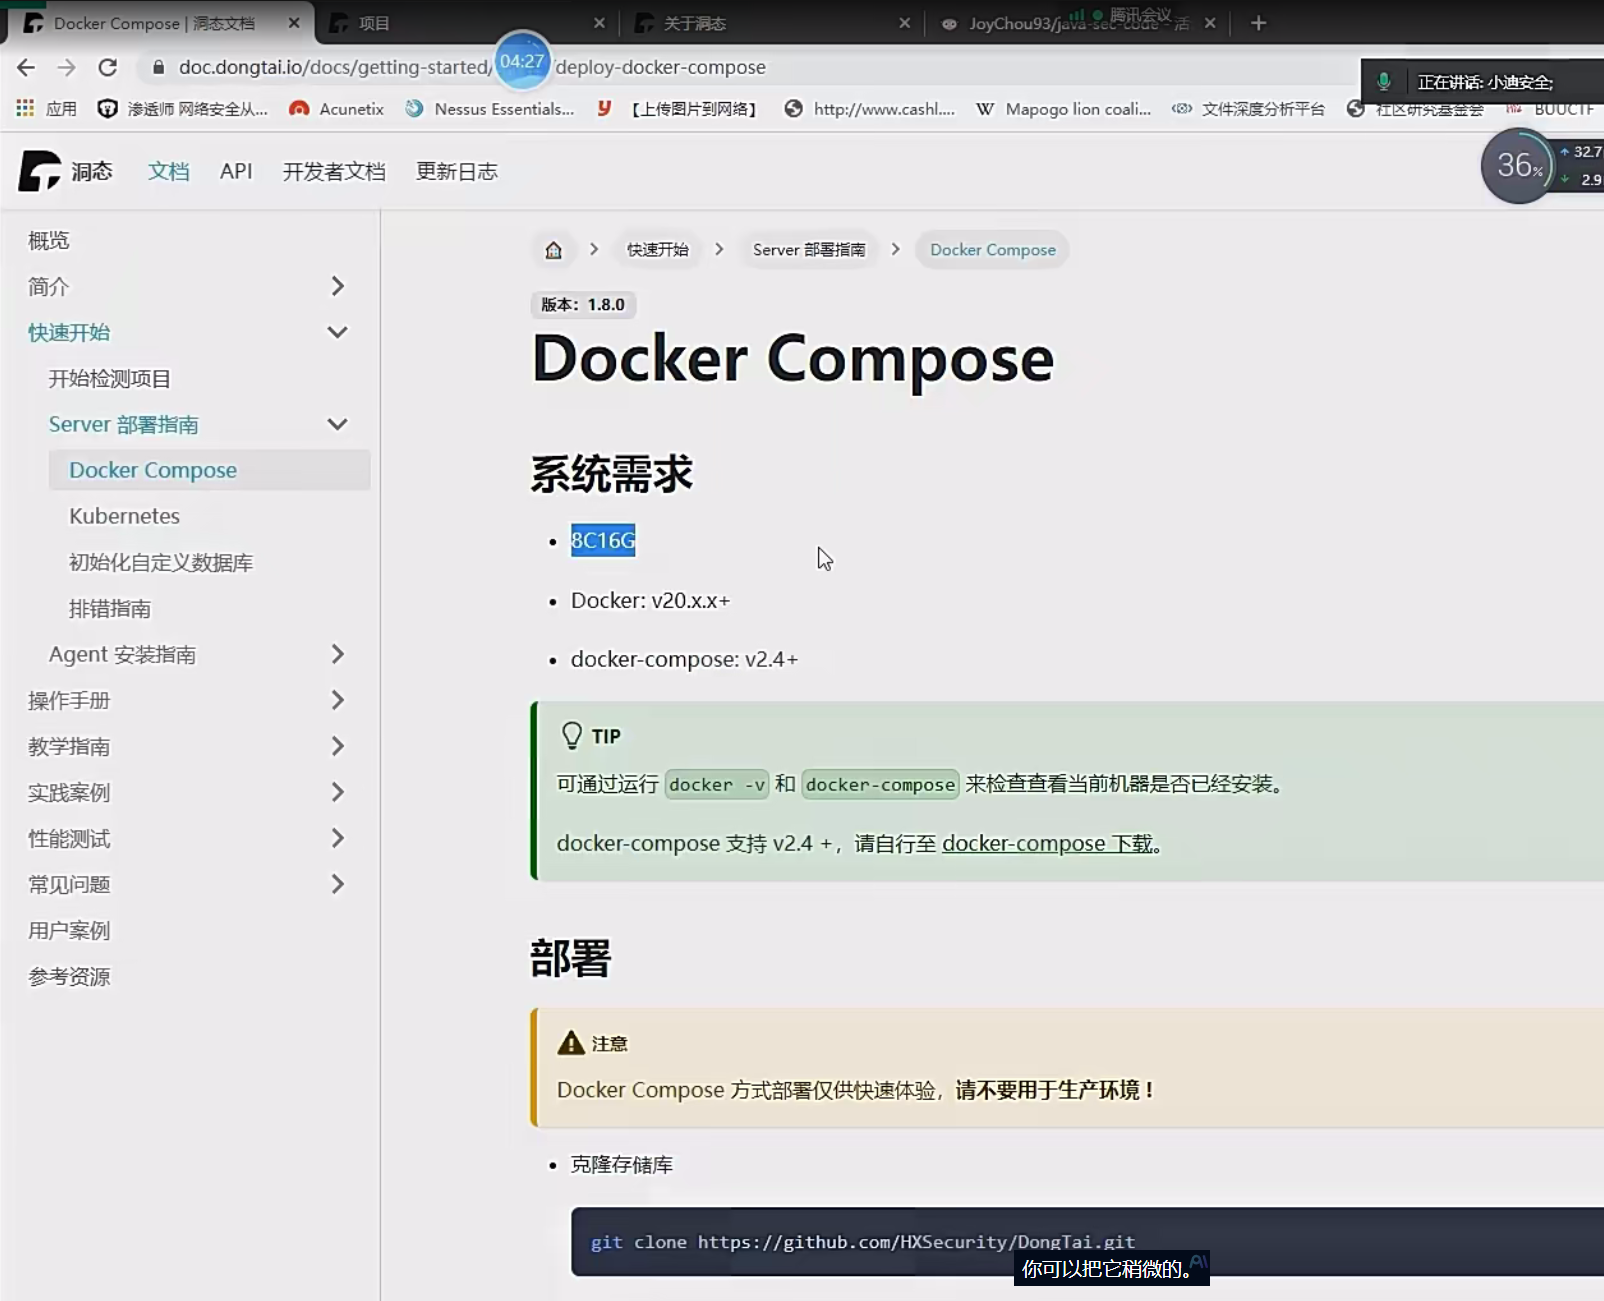 Docker Compose | 洞态文档
项目
关于洞态
JoyChou93/java-sec-code - 活
腾讯会议
doc.dongtai.io/docs/getting-started/
04:27
deploy-docker-compose
正在讲话: 小迪安全;
应用
渗透师 网络安全从...
Acunetix
Nessus Essentials...
【上传图片到网络】
http://www.cashl...
Mapogo lion coali...
文件深度分析平台
社区研究基金会
BUUCTF
洞态
文档
API
开发者文档
更新日志
36%
32.7
2.9
概览
简介
快速开始
开始检测项目
Server 部署指南
Docker Compose
Kubernetes
初始化自定义数据库
排错指南
Agent 安装指南
操作手册
教学指南
实践案例
性能测试
常见问题
用户案例
参考资源
快速开始
Server 部署指南
Docker Compose
版本：1.8.0
Docker Compose
系统需求
8C16G
Docker: v20.x.x+
docker-compose: v2.4+
TIP
可通过运行 docker -v 和 docker-compose 来检查查看当前机器是否已经安装。
docker-compose 支持 v2.4 +，请自行至 docker-compose 下载。
部署
注意
Docker Compose 方式部署仅供快速体验，请不要用于生产环境！
克隆存储库
git clone https://github.com/HXSecurity/DongTai.git
你可以把它稍微的。
AI